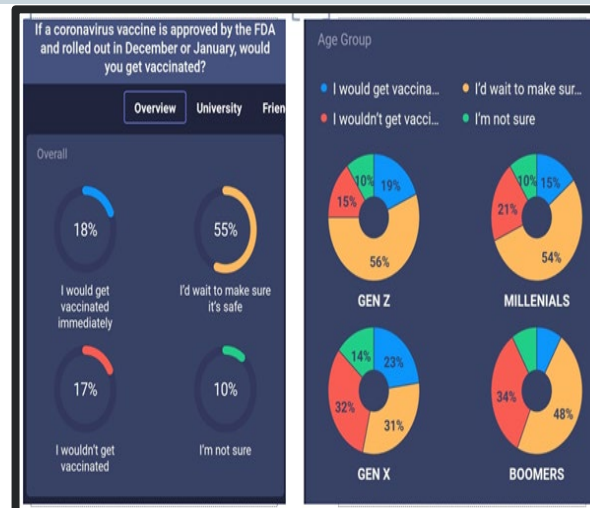 If a coronavirus vaccine is approved by the FDA
and rolled out in December or January, would
you get vaccinated?
Overview University Frien
Overall
18%
I would get
vaccinated
immediately
55%
I'd wait to make sure
it's safe
17%
I wouldn't get
vaccinated
10%
I'm not sure
Age Group
I would get vaccina...
I'd wait to make sur...
I wouldn't get vacci...
I'm not sure
10%
19%
15%
56%
GEN Z
10%
15%
21%
54%
MILLENIALS
14%
23%
32%
31%
GEN X
34%
48%
BOOMERS